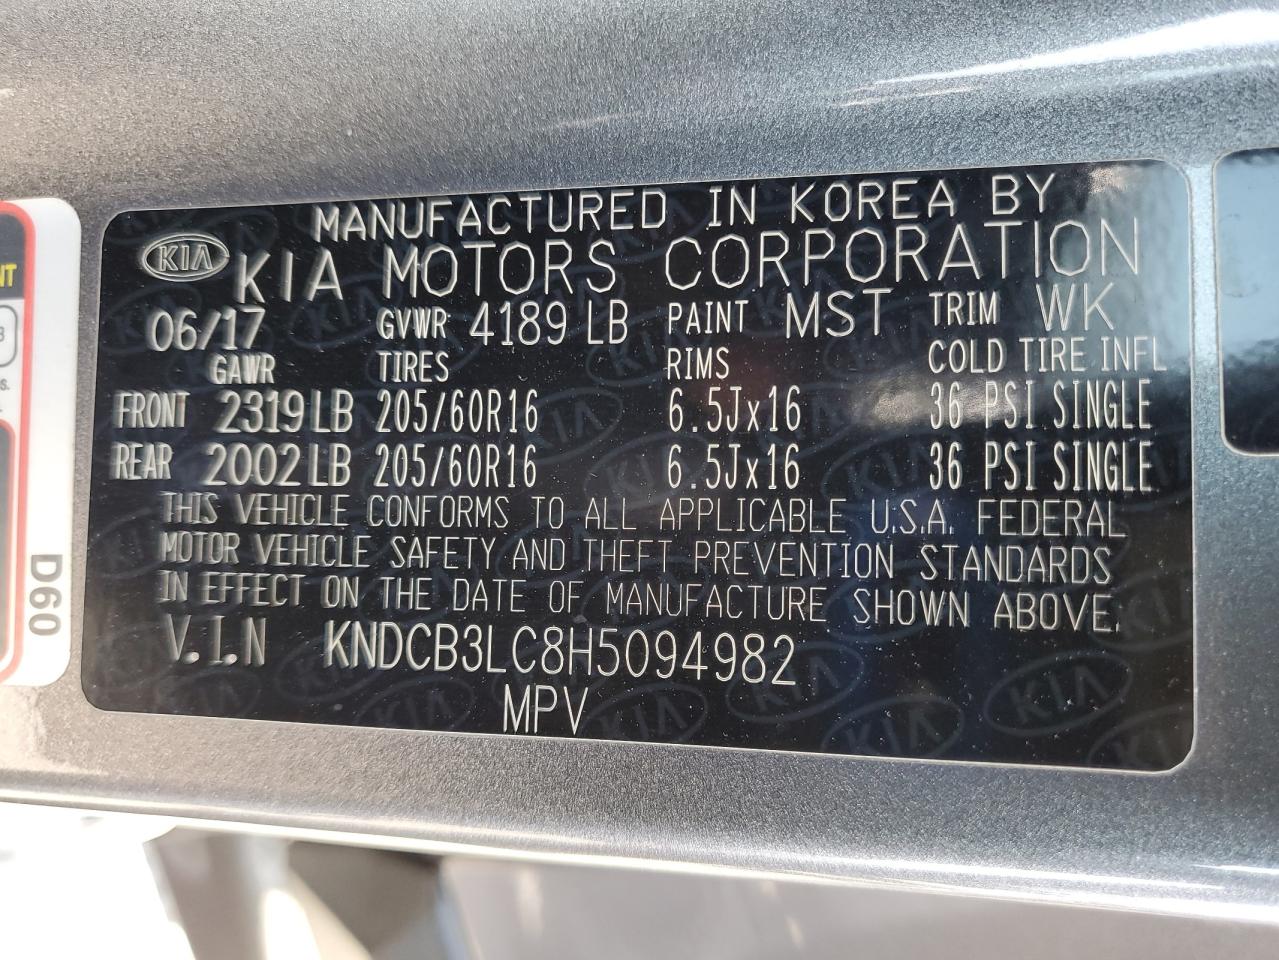 MANUFACTURED IN KOREA BY
KIA KIA MOTORS CORPORATION
06/17 GVWR 4189 LB PAINT MST TRIM WK
GAWR TIRES RIMS COLD TIRE INFL
FRONT 2319 LB 205/60R16 6.5Jx16 36 PSI SINGLE
REAR 2002 LB 205/60R16 6.5Jx16 36 PSI SINGLE
THIS VEHICLE CONFORMS TO ALL APPLICABLE U.S.A. FEDERAL
MOTOR VEHICLE SAFETY AND THEFT PREVENTION STANDARDS
IN EFFECT ON THE DATE OF MANUFACTURE SHOWN ABOVE.
V.I.N KNDCB3LC8H5094982
MPV
D60